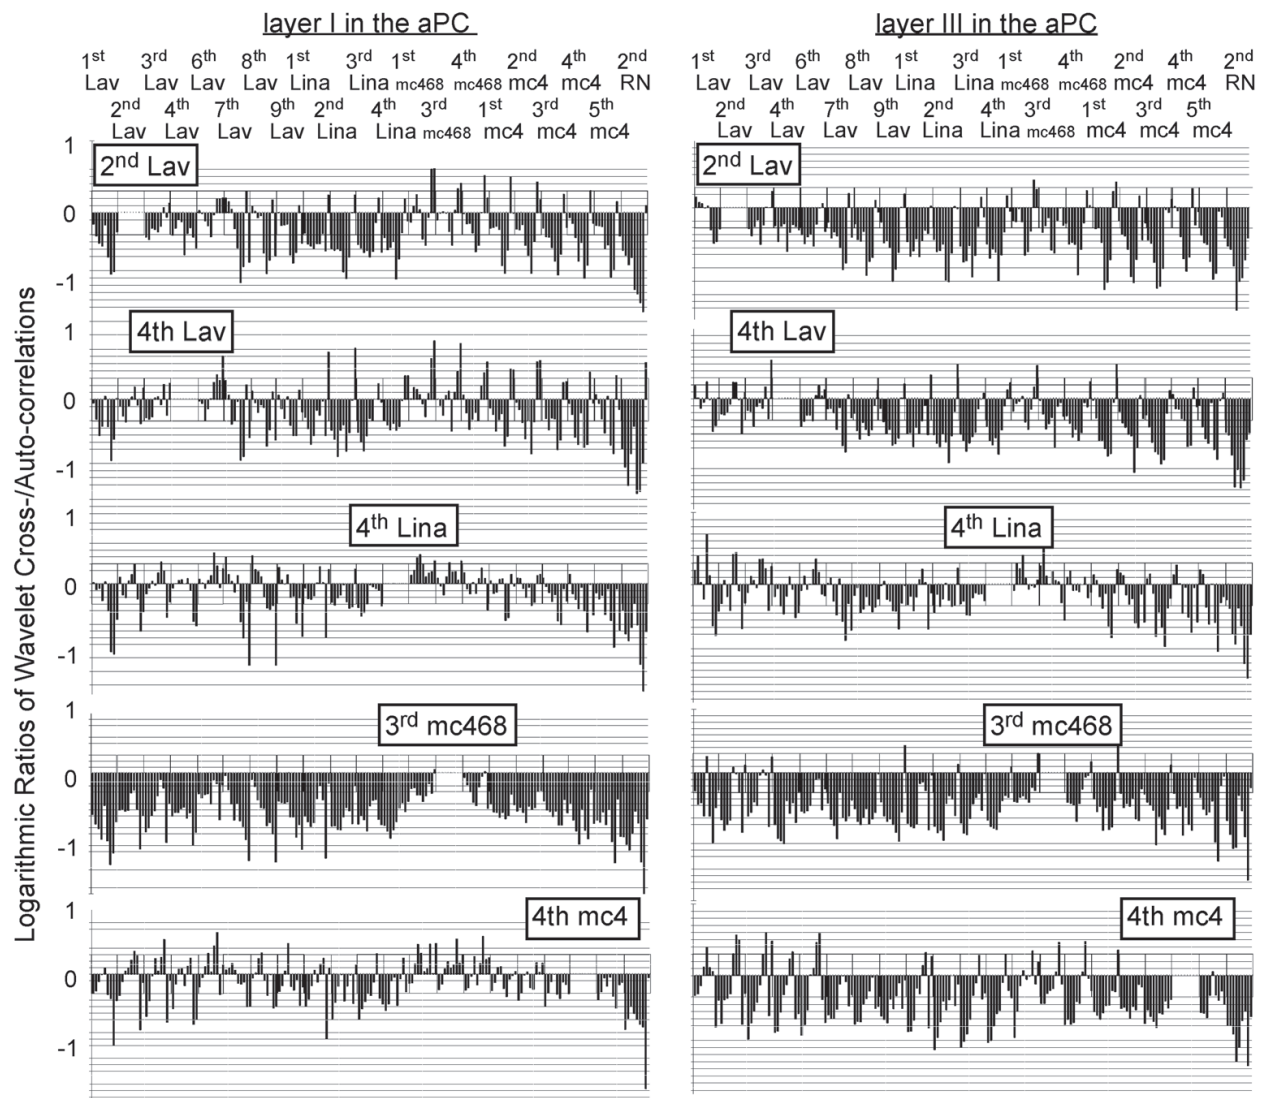 layer I in the aPC
layer III in the aPC
1st 3rd 6th 8th 1st 3rd 1st 4th 2nd 4th 2nd
Lav Lav Lav Lav Lina Lina mc468 mc468 mc4 mc4 RN
2nd 4th 7th 9th 2nd 4th 3rd 1st 3rd 5th
Lav Lav Lav Lav Lina Lina mc468 mc4 mc4 mc4
1st 3rd 6th 8th 1st 3rd 1st 4th 2nd 4th 2nd
Lav Lav Lav Lav Lina Lina mc468 mc468 mc4 mc4 RN
2nd 4th 7th 9th 2nd 4th 3rd 1st 3rd 5th
Lav Lav Lav Lav Lina Lina mc468 mc4 mc4 mc4
Logarithmic Ratios of Wavelet Cross-/Auto-correlations
1
2nd Lav
0
-1
2nd Lav
1
4th Lav
0
-1
4th Lav
1
4th Lina
0
-1
4th Lina
1
3rd mc468
0
-1
3rd mc468
1
4th mc4
0
-1
4th mc4